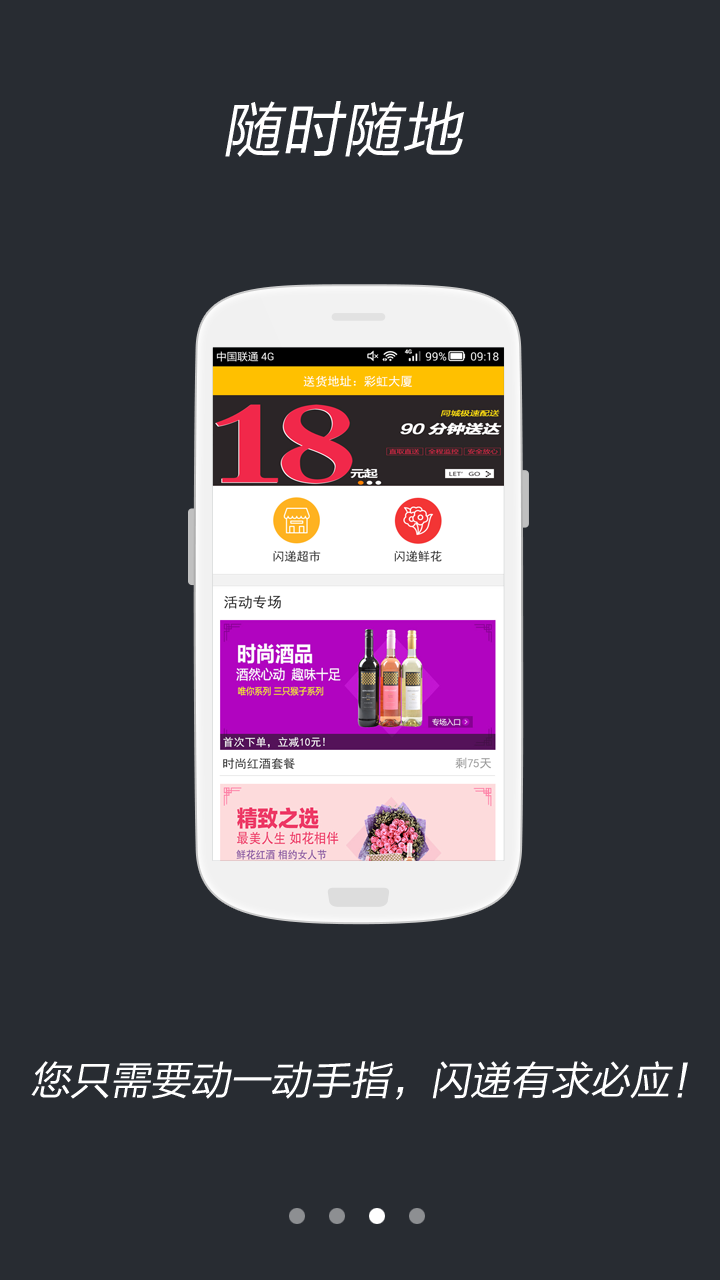 随时随地
中国联通 4G
4G
99%
09:18
送货地址：彩虹大厦
同城极速配送
18元起
90 分钟送达
直取直送 全程监控 安全放心
LET' GO >
闪递超市
闪递鲜花
活动专场
时尚酒品
酒然心动 趣味十足
唯你系列 三只猴子系列
专场入口 >
首次下单，立减10元！
时尚红酒套餐
剩75天
精致之选
最美人生 如花相伴
鲜花红酒 相约女人节
您只需要动一动手指，闪递有求必应！